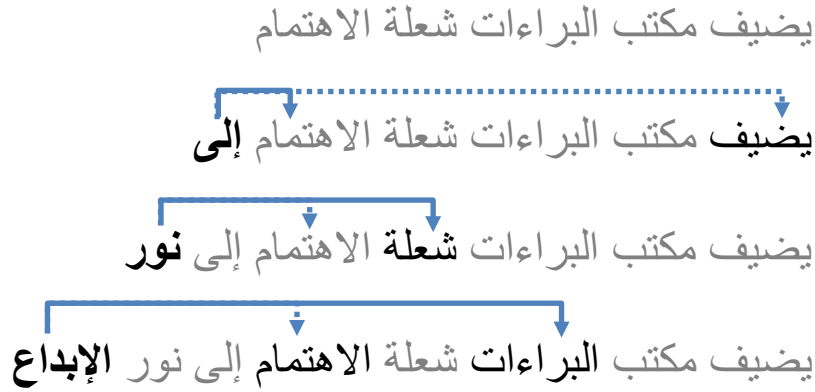 يضيف مكتب البراءات شعلة الاهتمام
يضيف مكتب البراءات شعلة الاهتمام إلى
يضيف مكتب البراءات شعلة الاهتمام إلى نور
يضيف مكتب البراءات شعلة الاهتمام إلى نور الإبداع